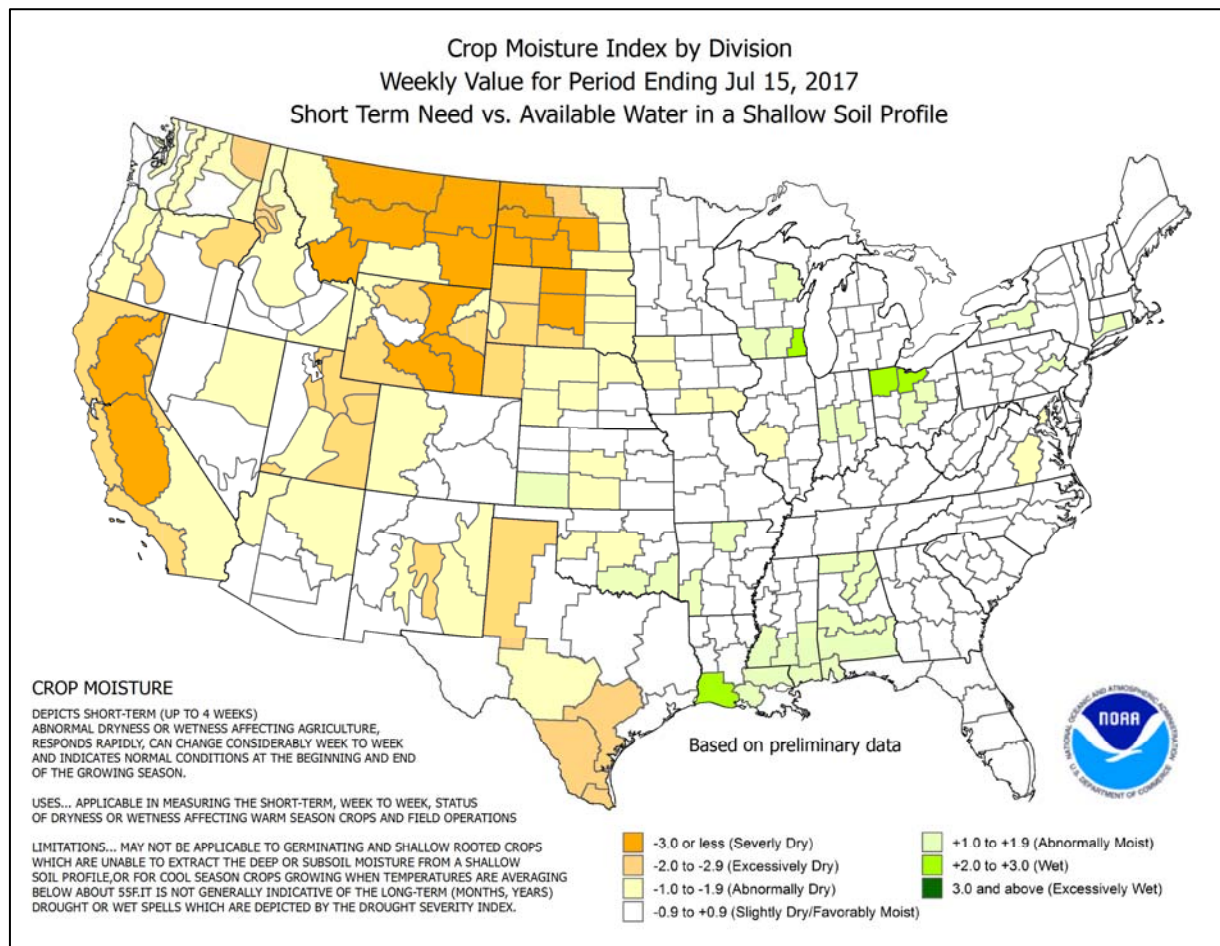 Crop Moisture Index by Division
Weekly Value for Period Ending Jul 15, 2017
Short Term Need vs. Available Water in a Shallow Soil Profile
CROP MOISTURE
DEPICTS SHORT-TERM (UP TO 4 WEEKS)
ABNORMAL DRYNESS OR WETNESS AFFECTING AGRICULTURE,
RESPONDS RAPIDLY, CAN CHANGE CONSIDERABLY WEEK TO WEEK
AND INDICATES NORMAL CONDITIONS AT THE BEGINNING AND END
OF THE GROWING SEASON.
USES... APPLICABLE IN MEASURING THE SHORT-TERM, WEEK TO WEEK, STATUS
OF DRYNESS OR WETNESS AFFECTING WARM SEASON CROPS AND FIELD OPERATIONS
LIMITATIONS... MAY NOT BE APPLICABLE TO GERMINATING AND SHALLOW ROOTED CROPS
WHICH ARE UNABLE TO EXTRACT THE DEEP OR SUBSOIL MOISTURE FROM A SHALLOW
SOIL PROFILE,OR FOR COOL SEASON CROPS GROWING WHEN TEMPERATURES ARE AVERAGING
BELOW ABOUT 55F.IT IS NOT GENERALLY INDICATIVE OF THE LONG-TERM (MONTHS, YEARS)
DROUGHT OR WET SPELLS WHICH ARE DEPICTED BY THE DROUGHT SEVERITY INDEX.
Based on preliminary data
NATIONAL OCEANIC AND ATMOSPHERIC ADMINISTRATION
NOAA
U.S. DEPARTMENT OF COMMERCE
-3.0 or less (Severly Dry)
-2.0 to -2.9 (Excessively Dry)
-1.0 to -1.9 (Abnormally Dry)
-0.9 to +0.9 (Slightly Dry/Favorably Moist)
+1.0 to +1.9 (Abnormally Moist)
+2.0 to +3.0 (Wet)
3.0 and above (Excessively Wet)